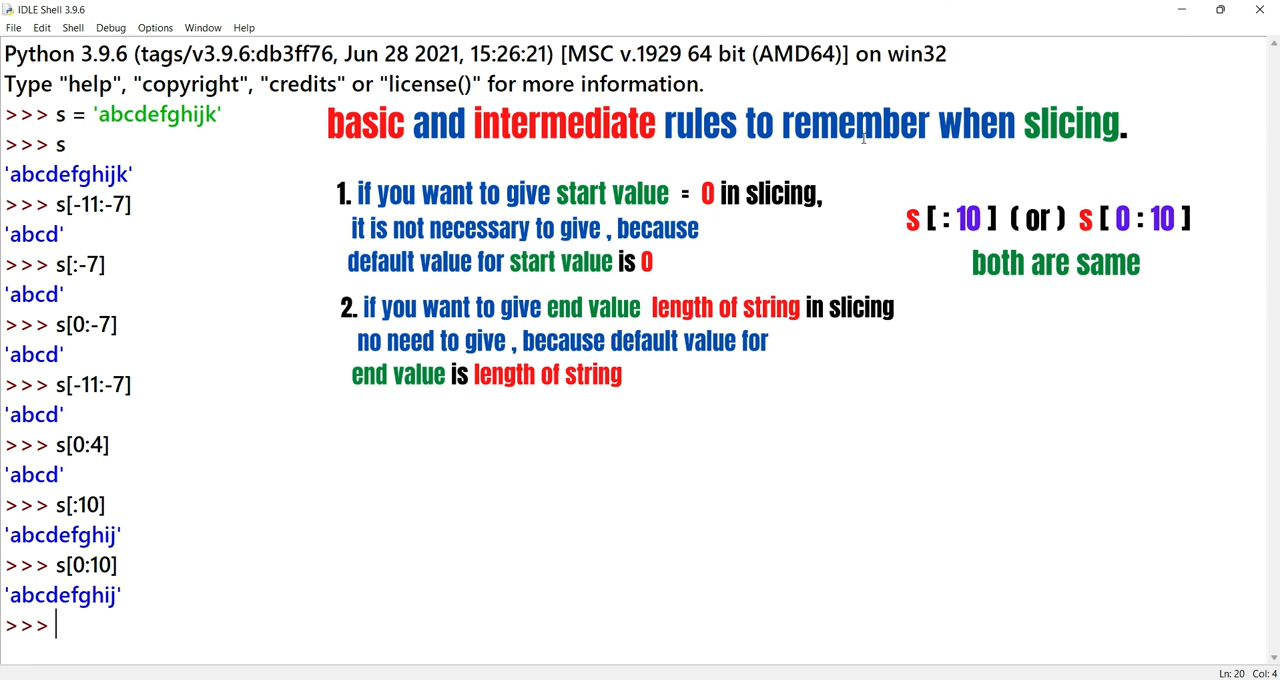 IDLE Shell 3.9.6
File Edit Shell Debug Options Window Help
Python 3.9.6 (tags/v3.9.6:db3ff76, Jun 28 2021, 15:26:21) [MSC v.1929 64 bit (AMD64)] on win32
Type "help", "copyright", "credits" or "license()" for more information.
>>> s = 'abcdefghijk'
>>> s
'abcdefghijk'
>>> s[-11:-7]
'abcd'
>>> s[:-7]
'abcd'
>>> s[0:-7]
'abcd'
>>> s[-11:-7]
'abcd'
>>> s[0:4]
'abcd'
>>> s[:10]
'abcdefghij'
>>> s[0:10]
'abcdefghij'
>>>
basic and intermediate rules to remember when slicing.
1. if you want to give start value = 0 in slicing,
it is not necessary to give , because
default value for start value is 0
2. if you want to give end value length of string in slicing
no need to give , because default value for
end value is length of string
s [ : 10 ] ( or ) s [ 0 : 10 ]
both are same
Ln: 20 Col: 4